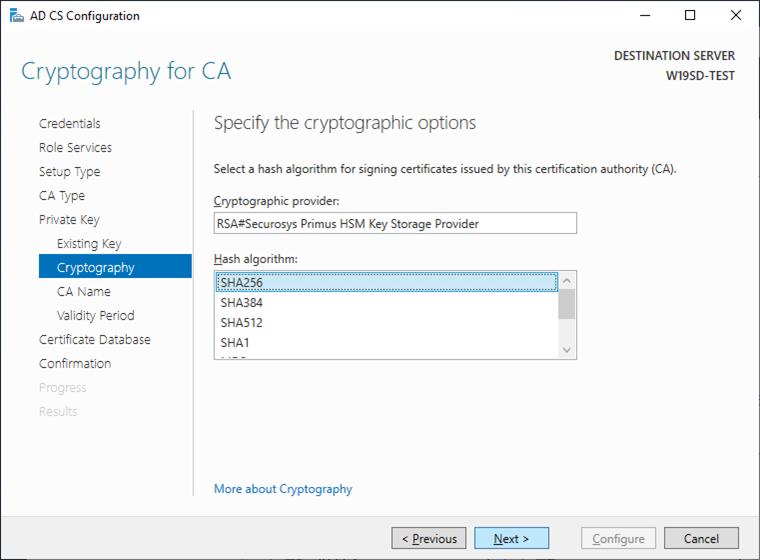 AD CS Configuration
Cryptography for CA
DESTINATION SERVER
W19SD-TEST
Credentials
Role Services
Setup Type
CA Type
Private Key
Existing Key
Cryptography
CA Name
Validity Period
Certificate Database
Confirmation
Progress
Results
Specify the cryptographic options
Select a hash algorithm for signing certificates issued by this certification authority (CA).
Cryptographic provider:
RSA#Securosys Primus HSM Key Storage Provider
Hash algorithm:
SHA256
SHA384
SHA512
SHA1
More about Cryptography
< Previous
Next >
Configure
Cancel